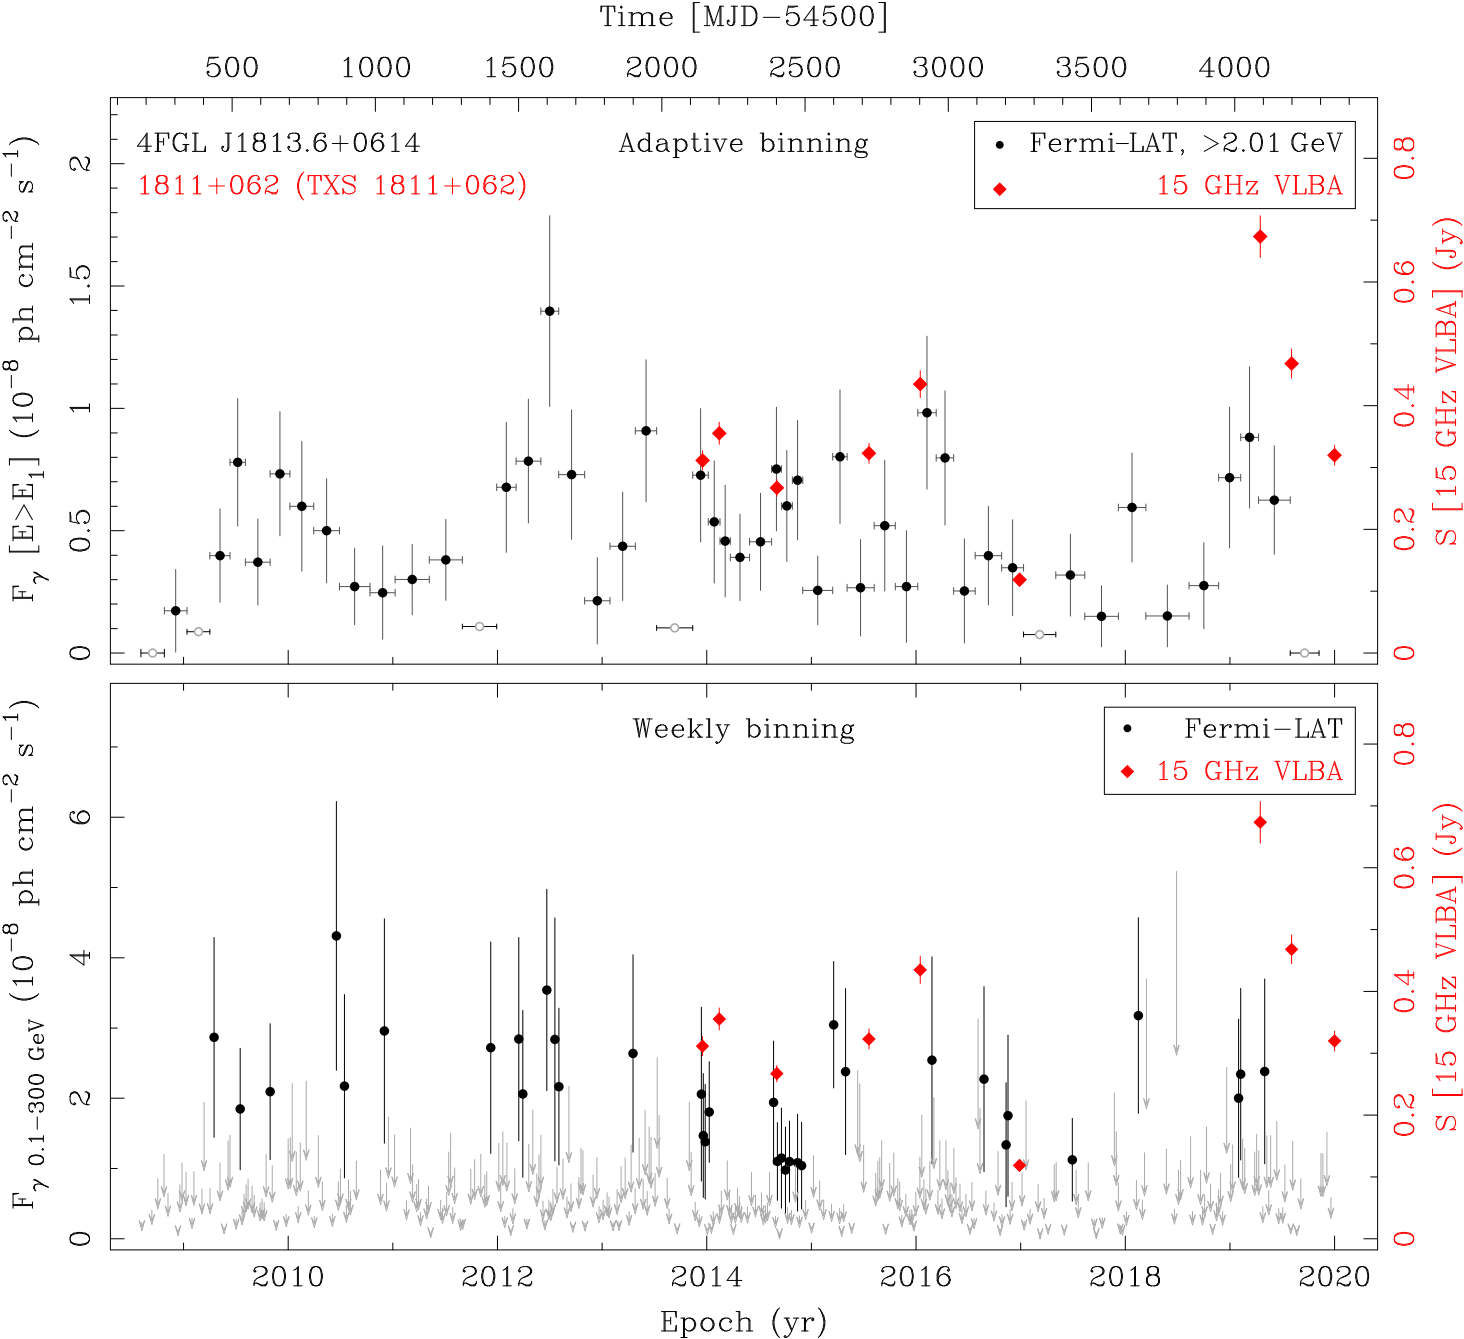 Time [MJD−54500]
500 1000 1500 2000 2500 3000 3500 4000
4FGL J1813.6+0614
Adaptive binning
Fermi−LAT, >2.01 GeV
1811+062 (TXS 1811+062)
15 GHz VLBA
F γ [E>E1] (10−8 ph cm−2 s−1)
0 0.5 1 1.5 2
S [15 GHz VLBA] (Jy)
0 0.2 0.4 0.6 0.8
Weekly binning
Fermi−LAT
15 GHz VLBA
F γ 0.1−300 GeV (10−8 ph cm−2 s−1)
0 2 4 6
S [15 GHz VLBA] (Jy)
0 0.2 0.4 0.6 0.8
2010 2012 2014 2016 2018 2020
Epoch (yr)